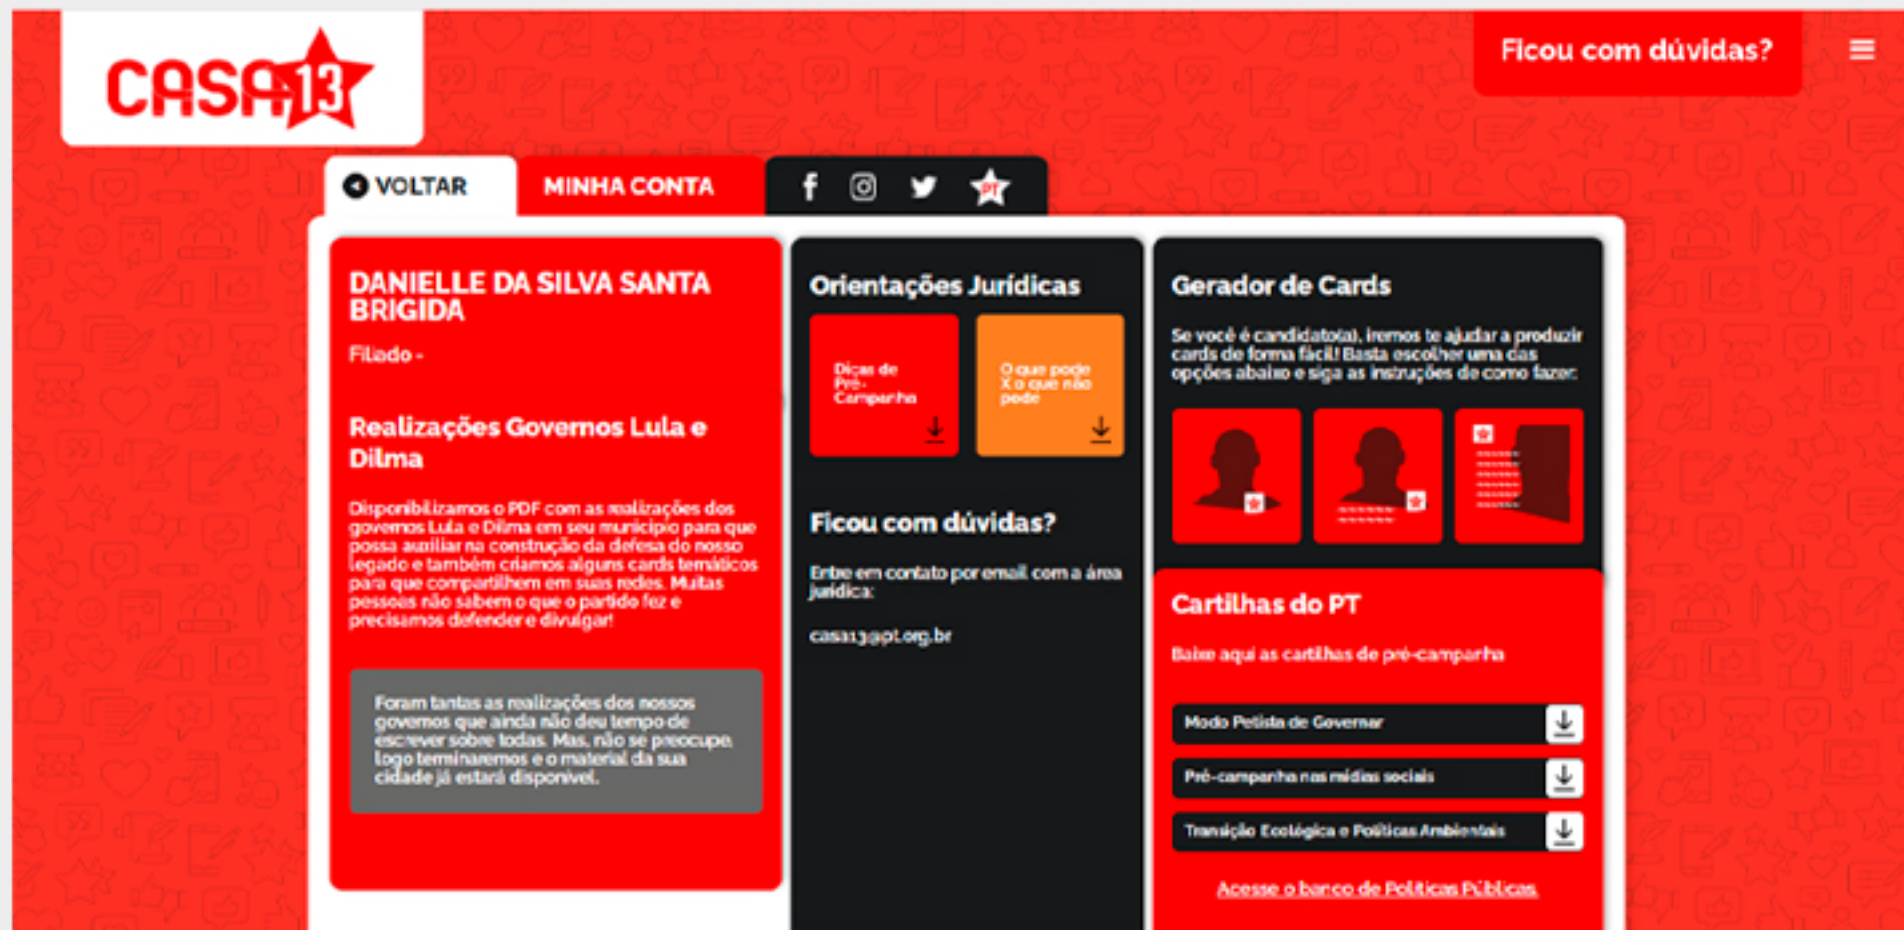 CASA 13
Ficou com dúvidas?
VOLTAR
MINHA CONTA
PT
DANIELLE DA SILVA SANTA
BRIGIDA
Filiado -
Realizações Governos Lula e
Dilma
Disponibilizamos o PDF com as realizações dos
governos Lula e Dilma em seu município para que
possa auxiliar na construção da defesa do nosso
legado e também criamos alguns cards temáticos
para que compartilhem em suas redes. Muitas
pessoas não sabem o que o partido fez e
precisamos defender e divulgar!
Foram tantas as realizações dos nossos
governos que ainda não deu tempo de
escrever sobre todas. Mas, não se preocupe,
logo terminaremos e o material da sua
cidade já estará disponível.
Orientações Jurídicas
Dicas de
Pré-
Campanha
O que pode
X o que não
pode
Ficou com dúvidas?
Entre em contato por email com a área
jurídica:
casa13@pt.org.br
Gerador de Cards
Se você é candidato(a), iremos te ajudar a produzir
cards de forma fácil! Basta escolher uma das
opções abaixo e siga as instruções de como fazer:
Cartilhas do PT
Baixe aqui as cartilhas de pré-campanha
Modo Petista de Governar
Pré-campanha nas mídias sociais
Transição Ecológica e Políticas Ambientais
Acesse o banco de Políticas Públicas.